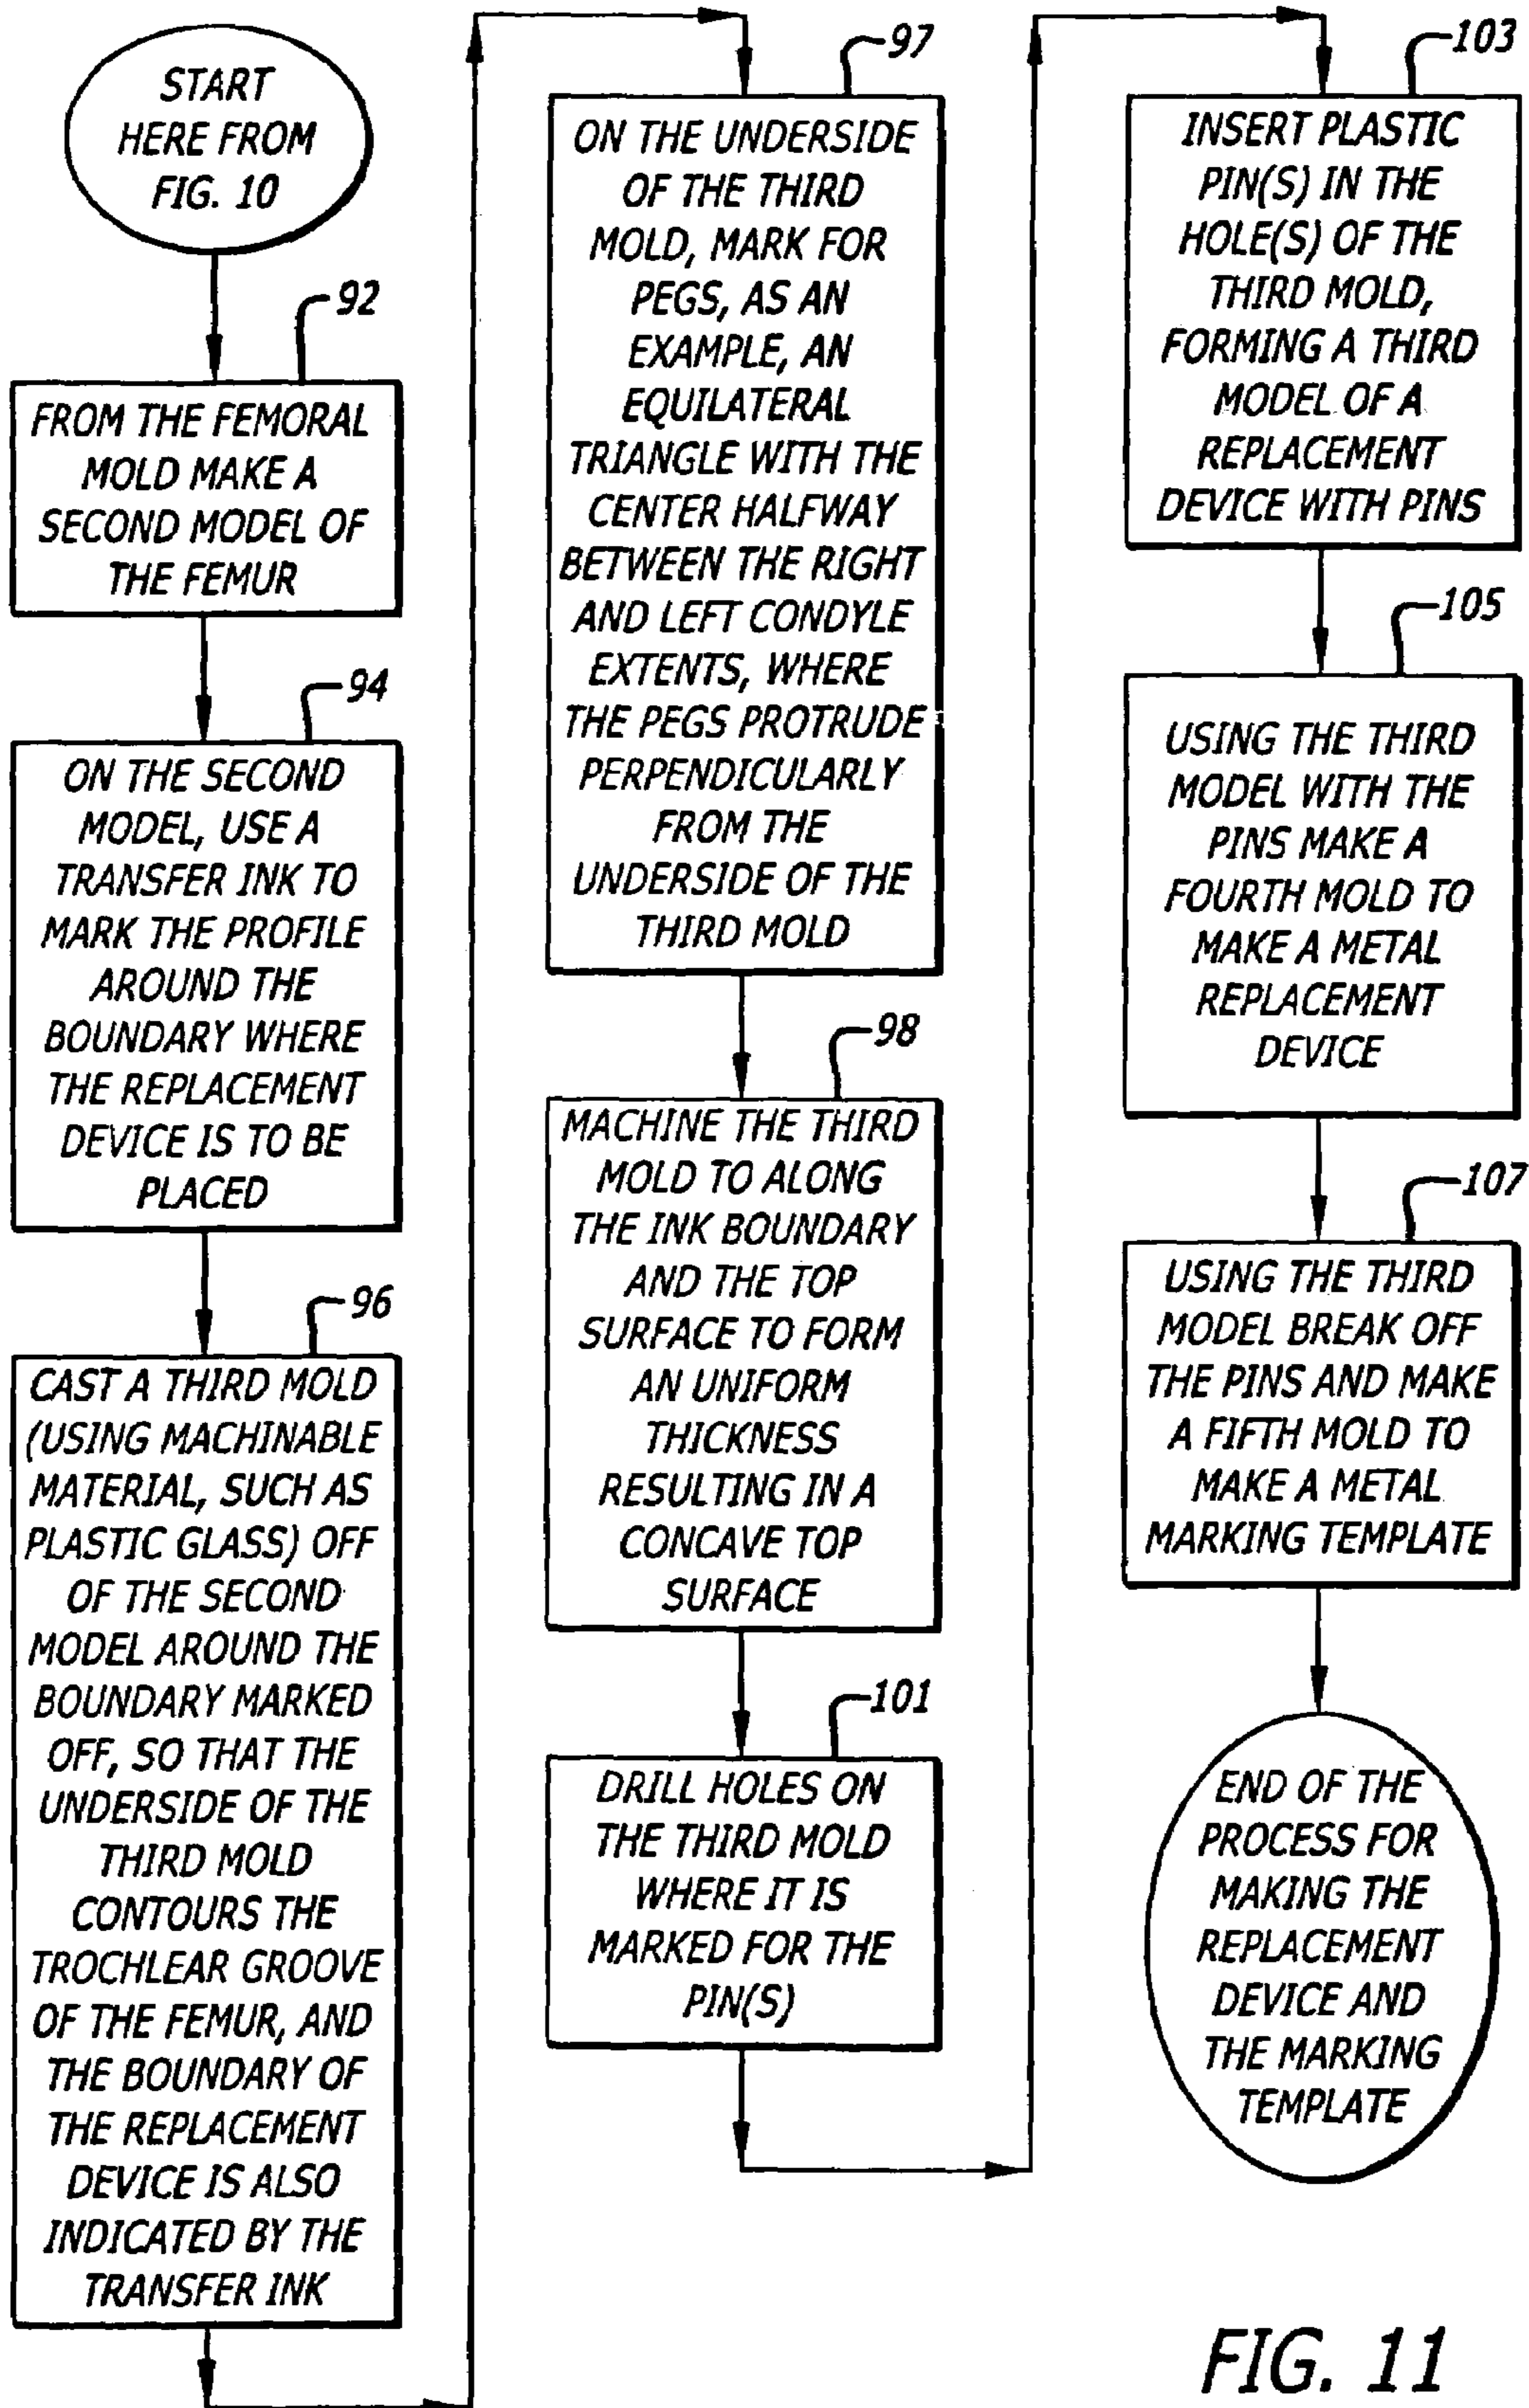 START
HERE FROM
FIG. 10
92
FROM THE FEMORAL
MOLD MAKE A
SECOND MODEL OF
THE FEMUR
94
ON THE SECOND
MODEL, USE A
TRANSFER INK TO
MARK THE PROFILE
AROUND THE
BOUNDARY WHERE
THE REPLACEMENT
DEVICE IS TO BE
PLACED
96
CAST A THIRD MOLD
(USING MACHINABLE
MATERIAL, SUCH AS
PLASTIC GLASS) OFF
OF THE SECOND
MODEL AROUND THE
BOUNDARY MARKED
OFF, SO THAT THE
UNDERSIDE OF THE
THIRD MOLD
CONTOURS THE
TROCHLEAR GROOVE
OF THE FEMUR, AND
THE BOUNDARY OF
THE REPLACEMENT
DEVICE IS ALSO
INDICATED BY THE
TRANSFER INK
97
ON THE UNDERSIDE
OF THE THIRD
MOLD, MARK FOR
PEGS, AS AN
EXAMPLE, AN
EQUILATERAL
TRIANGLE WITH THE
CENTER HALFWAY
BETWEEN THE RIGHT
AND LEFT CONDYLE
EXTENTS, WHERE
THE PEGS PROTRUDE
PERPENDICULARLY
FROM THE
UNDERSIDE OF THE
THIRD MOLD
98
MACHINE THE THIRD
MOLD TO ALONG
THE INK BOUNDARY
AND THE TOP
SURFACE TO FORM
AN UNIFORM
THICKNESS
RESULTING IN A
CONCAVE TOP
SURFACE
101
DRILL HOLES ON
THE THIRD MOLD
WHERE IT IS
MARKED FOR THE
PIN(S)
103
INSERT PLASTIC
PIN(S) IN THE
HOLE(S) OF THE
THIRD MOLD,
FORMING A THIRD
MODEL OF A
REPLACEMENT
DEVICE WITH PINS
105
USING THE THIRD
MODEL WITH THE
PINS MAKE A
FOURTH MOLD TO
MAKE A METAL
REPLACEMENT
DEVICE
107
USING THE THIRD
MODEL BREAK OFF
THE PINS AND MAKE
A FIFTH MOLD TO
MAKE A METAL
MARKING TEMPLATE
END OF THE
PROCESS FOR
MAKING THE
REPLACEMENT
DEVICE AND
THE MARKING
TEMPLATE
FIG. 11